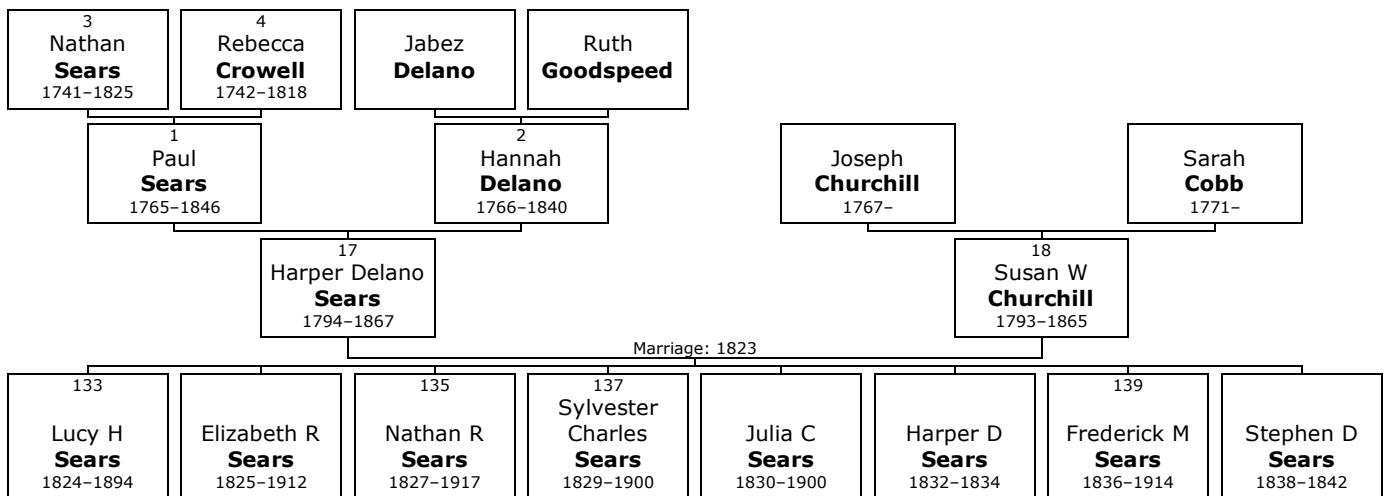 3
Nathan
Sears
1741–1825
4
Rebecca
Crowell
1742–1818
Jabez
Delano
Ruth
Goodspeed
1
Paul
Sears
1765–1846
2
Hannah
Delano
1766–1840
Joseph
Churchill
1767–
Sarah
Cobb
1771–
17
Harper Delano
Sears
1794–1867
18
Susan W
Churchill
1793–1865
Marriage: 1823
133
Lucy H
Sears
1824–1894
Elizabeth R
Sears
1825–1912
135
Nathan R
Sears
1827–1917
137
Sylvester
Charles
Sears
1829–1900
Julia C
Sears
1830–1900
Harper D
Sears
1832–1834
139
Frederick M
Sears
1836–1914
Stephen D
Sears
1838–1842